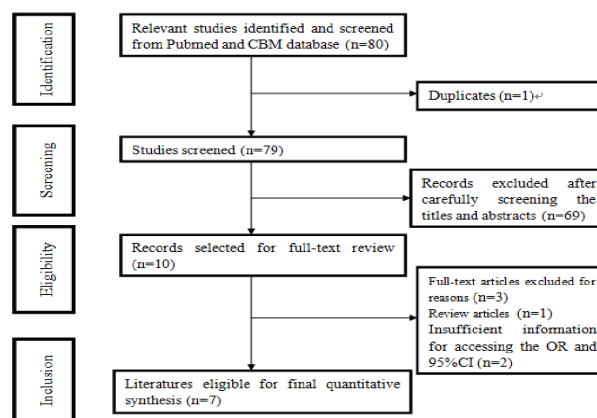 Relevant studies identified and screened
from Pubmed and CBM database (n=80)
Identification
Duplicates (n=1)↵
Studies screened (n=79)
Screening
Records excluded after
carefully screening the
titles and abstracts (n=69)
Records selected for full-text review
(n=10)
Eligibility
Full-text articles excluded for
reasons (n=3)
Review articles (n=1)
Insufficient information
for accessing the OR and
95%CI (n=2)
Literatures eligible for final quantitative
synthesis (n=7)
Inclusion